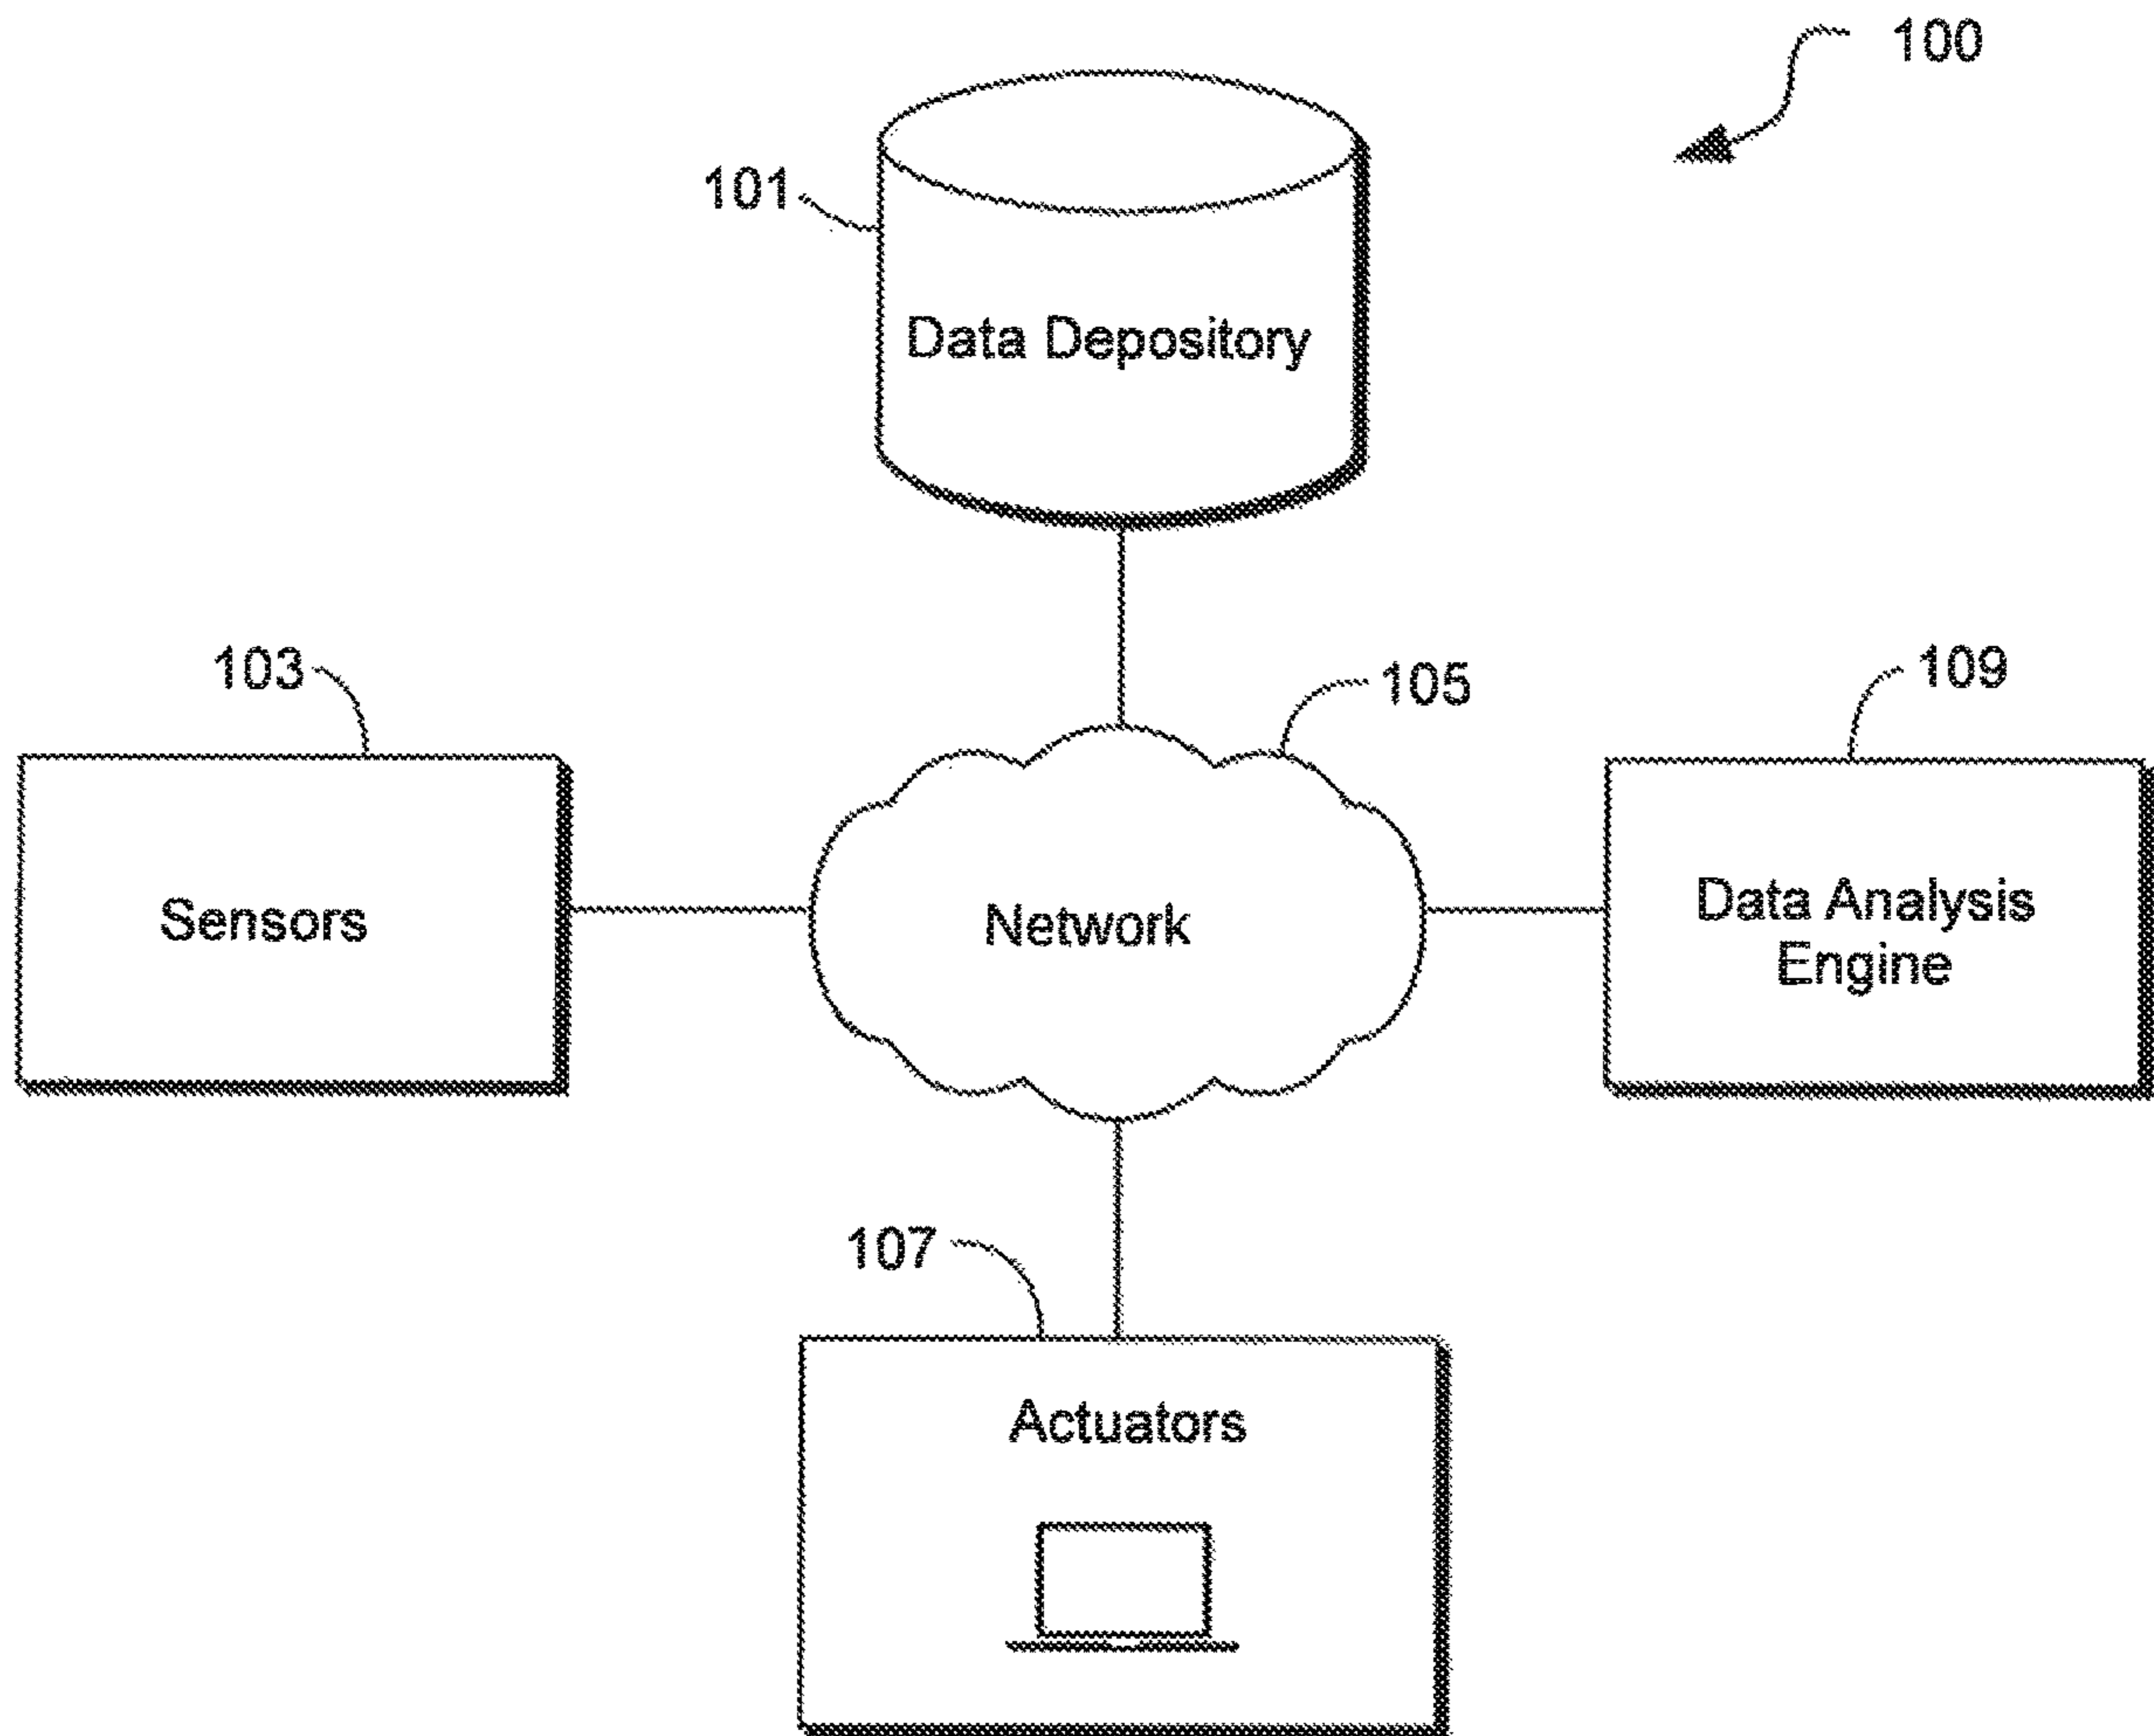 100
101
Data Depository
103
105
109
Sensors
Network
Data Analysis
Engine
107
Actuators